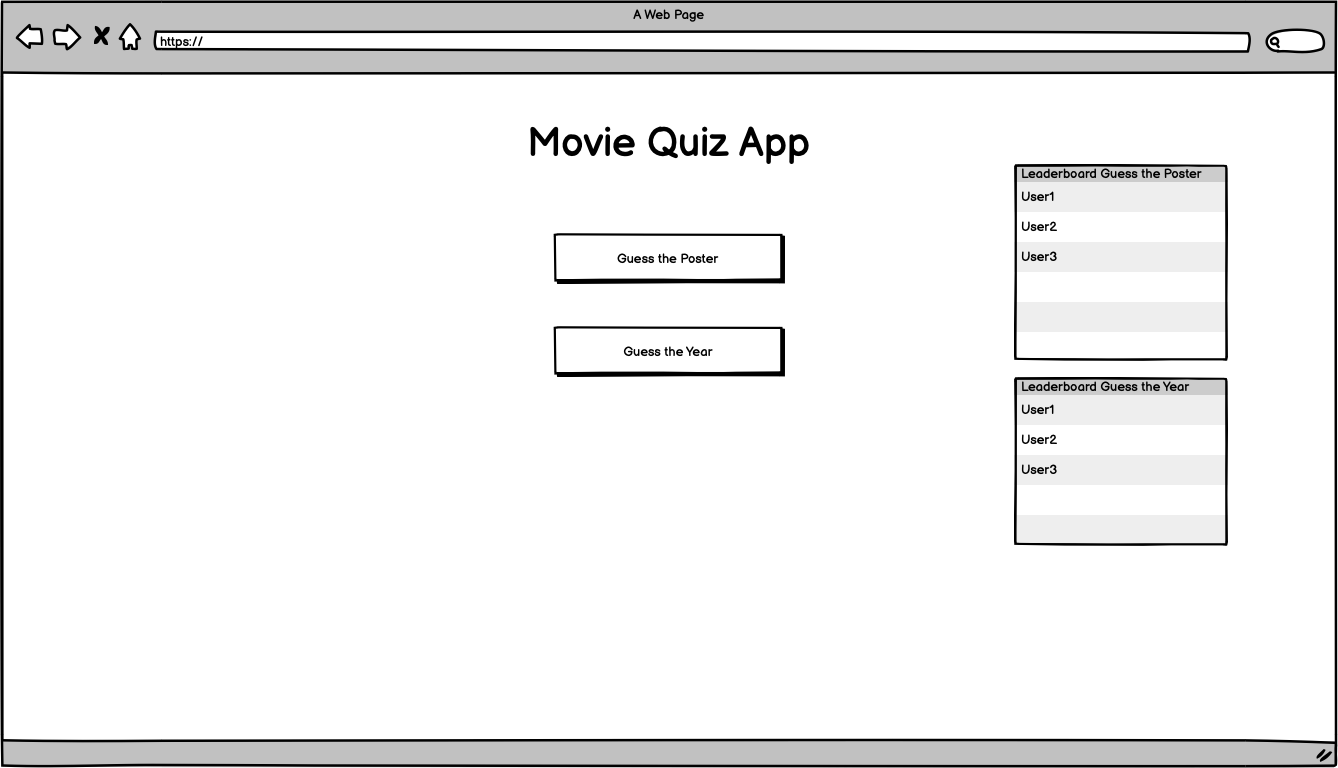 A Web Page
https://
Movie Quiz App
Guess the Poster
Guess the Year
Leaderboard Guess the Poster
User1
User2
User3
Leaderboard Guess the Year
User1
User2
User3